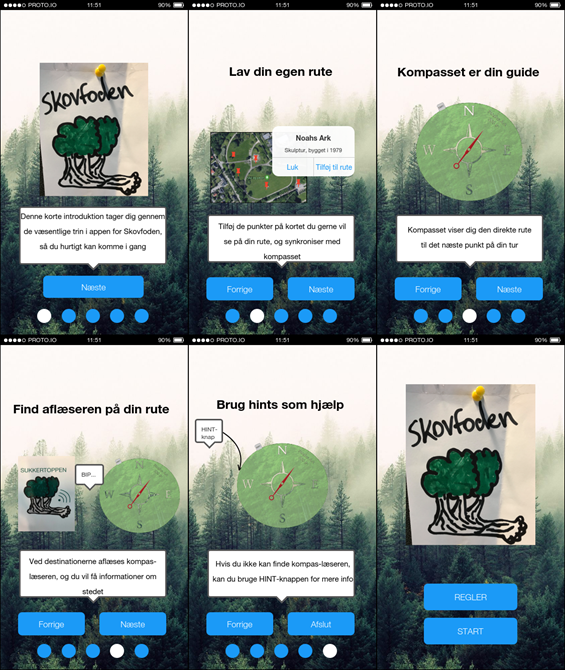 PROTO.IO 11:51 90%
Skovfoden
Denne korte introduktion tager dig gennem
de væsentlige trin i appen for Skovfoden,
så du hurtigt kan komme i gang
Næste
PROTO.IO 11:51 90%
Lav din egen rute
Noahs Ark
Skulptur, bygget i 1979
Luk Tilføj til rute
Tilføj de punkter på kortet du gerne vil
se på din rute, og synkroniser med
kompasset
Forrige Næste
PROTO.IO 11:51 90%
Kompasset er din guide
N
W E
S
Kompasset viser dig den direkte rute
til det næste punkt på din tur
Forrige Næste
PROTO.IO 11:51 90%
Find aflæseren på din rute
SUKKERTOPPEN
BIP...
N
W E
S
Ved destinationerne aflæses kompas-
læseren, og du vil få informationer om
stedet
Forrige Næste
PROTO.IO 11:51 90%
Brug hints som hjælp
HINT-
knap
N
W E
S
Hvis du ikke kan finde kompas-læseren,
kan du bruge HINT-knappen for mere info
Forrige Afslut
PROTO.IO 11:51 90%
Skovfoden
REGLER
START